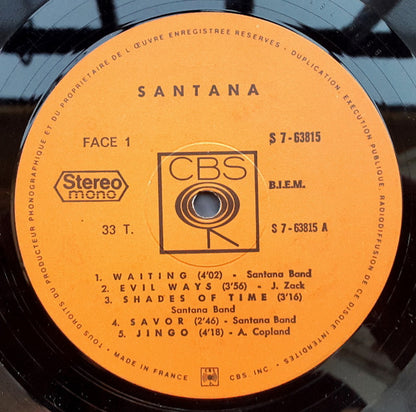 TOUS DROITS DU PRODUCTEUR PHONOGRAPHIQUE ET DU PROPRIETAIRE DE L'ŒUVRE ENREGISTREE RESERVES - DUPLICATION, EXECUTION PUBLIQUE, RADIODIFFUSION DE CE DISQUE INTERDITES
SANTANA
FACE 1
S 7-63815
CBS
Stereo
mono
B.I.E.M.
33 T.
S 7-63815 A
1. WAITING (4'02) - Santana Band
2. EVIL WAYS (3'56) - J. Zack
3. SHADES OF TIME (3'16)
Santana Band
4. SAVOR (2'46) - Santana Band
5. JINGO (4'18) - A. Copland
MADE IN FRANCE
CBS, INC.